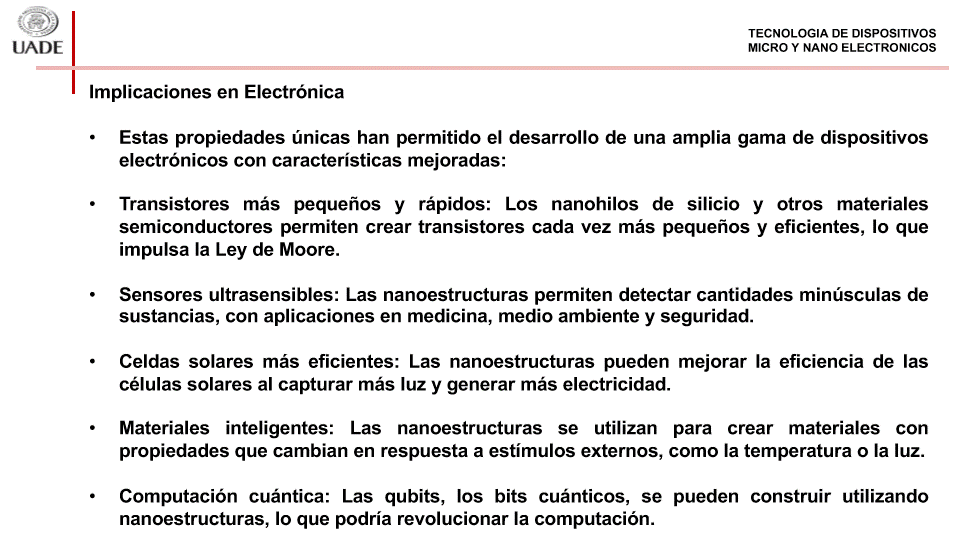 UADE
TECNOLOGIA DE DISPOSITIVOS
MICRO Y NANO ELECTRONICOS
Implicaciones en Electrónica
• Estas propiedades únicas han permitido el desarrollo de una amplia gama de dispositivos
electrónicos con características mejoradas:
• Transistores más pequeños y rápidos: Los nanohilos de silicio y otros materiales
semiconductores permiten crear transistores cada vez más pequeños y eficientes, lo que
impulsa la Ley de Moore.
• Sensores ultrasensibles: Las nanoestructuras permiten detectar cantidades minúsculas de
sustancias, con aplicaciones en medicina, medio ambiente y seguridad.
• Celdas solares más eficientes: Las nanoestructuras pueden mejorar la eficiencia de las
células solares al capturar más luz y generar más electricidad.
• Materiales inteligentes: Las nanoestructuras se utilizan para crear materiales con
propiedades que cambian en respuesta a estímulos externos, como la temperatura o la luz.
• Computación cuántica: Las qubits, los bits cuánticos, se pueden construir utilizando
nanoestructuras, lo que podría revolucionar la computación.